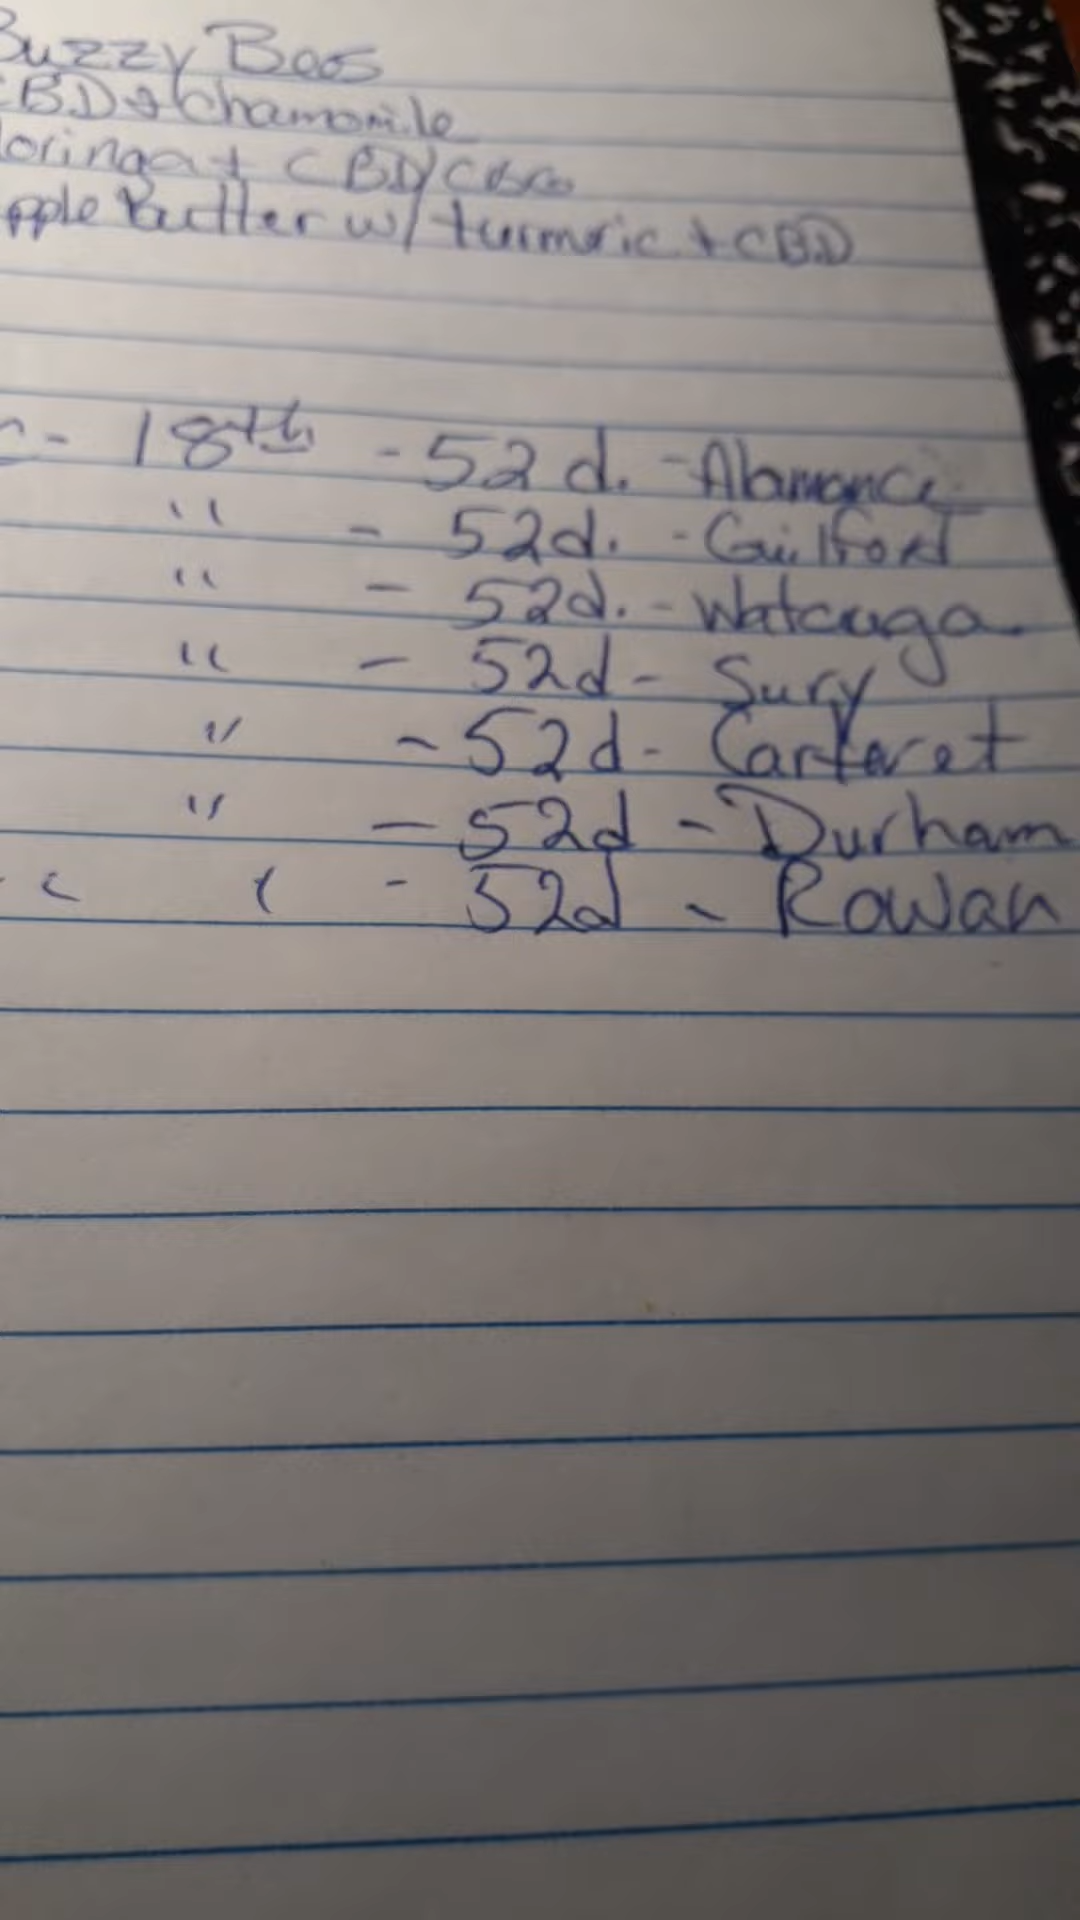 Buzzy Bees
CBD + Chamomile
oringa + CBD/CBG
pple Butter w/ turmeric + CBD
- 18th - 52 d. - Alamance
" - 52d. - Guilford
" - 52d. - Watauga
" - 52d - Surry
" - 52d - Carteret
" - 52d - Durham
" - 52d - Rowan